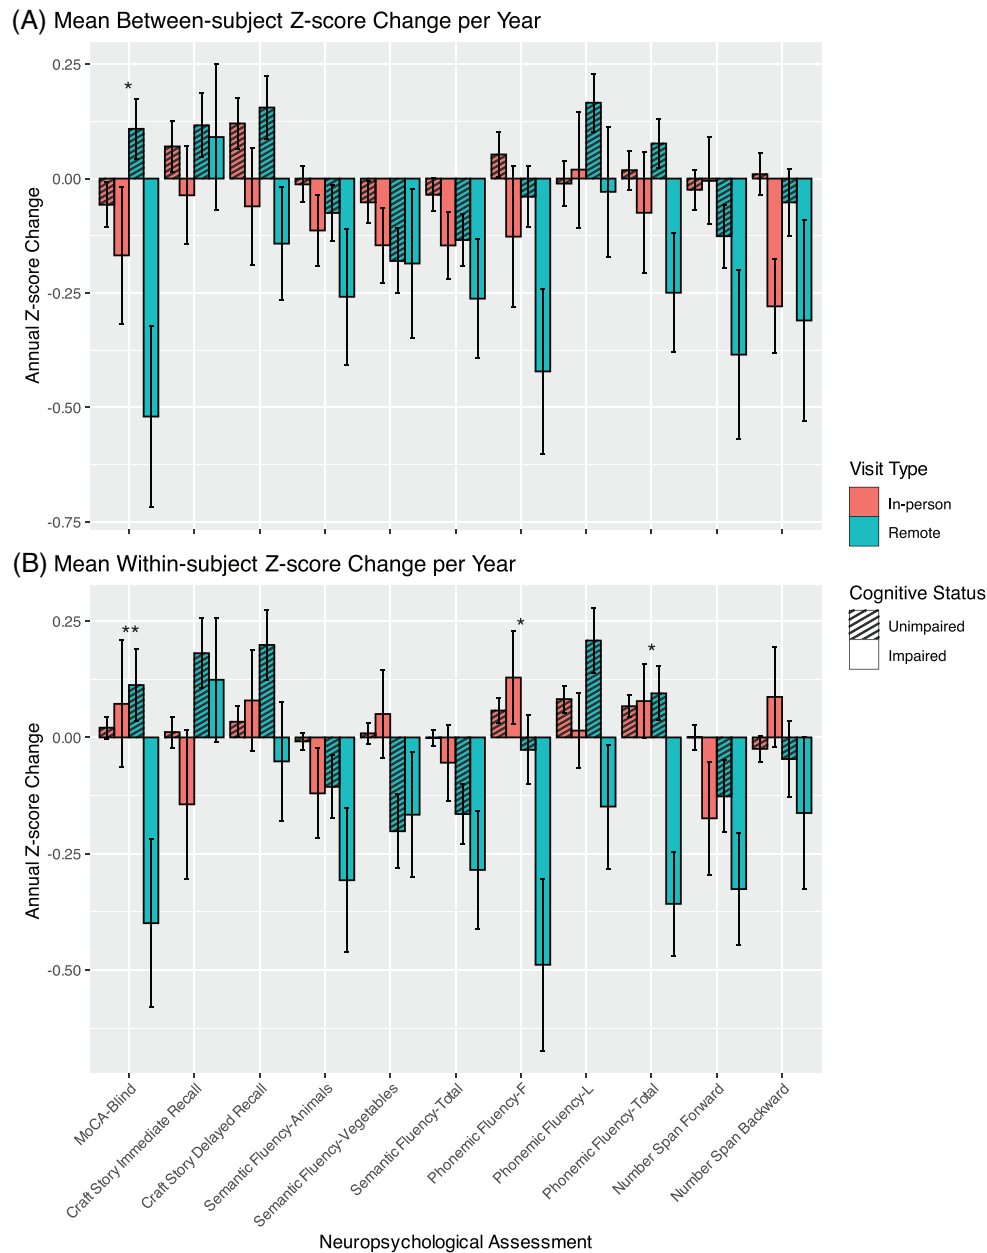 (A) Mean Between-subject Z-score Change per Year
Annual Z-score Change
0.25
0.00
-0.25
-0.50
-0.75
*
(B) Mean Within-subject Z-score Change per Year
Annual Z-score Change
0.25
0.00
-0.25
-0.50
**
*
*
MoCA-Blind
Craft Story Immediate Recall
Craft Story Delayed Recall
Semantic Fluency-Animals
Semantic Fluency-Vegetables
Semantic Fluency-Total
Phonemic Fluency-F
Phonemic Fluency-L
Phonemic Fluency-Total
Number Span Forward
Number Span Backward
Neuropsychological Assessment
Visit Type
In-person
Remote
Cognitive Status
Unimpaired
Impaired